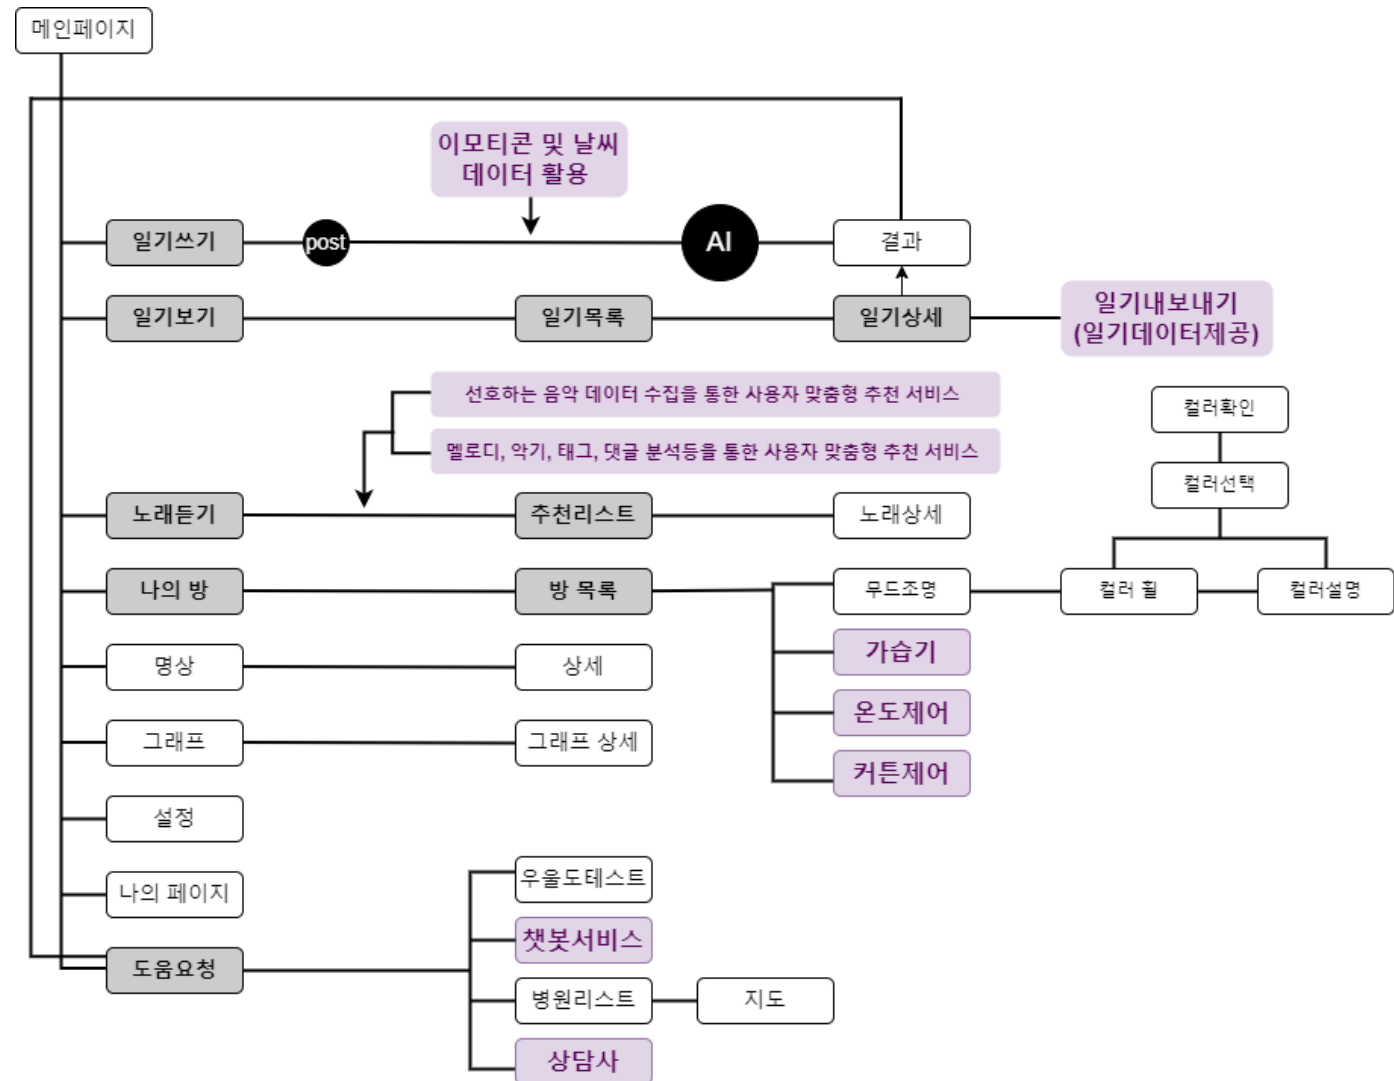 메인페이지
이모티콘 및 날씨
데이터 활용
일기쓰기
post
AI
결과
일기보기
일기목록
일기상세
일기내보내기
(일기데이터제공)
선호하는 음악 데이터 수집을 통한 사용자 맞춤형 추천 서비스
멜로디, 악기, 태그, 댓글 분석등을 통한 사용자 맞춤형 추천 서비스
컬러확인
컬러선택
노래듣기
추천리스트
노래상세
나의 방
방 목록
무드조명
컬러 휠
컬러설명
가습기
명상
상세
온도제어
그래프
그래프 상세
커튼제어
설정
나의 페이지
우울도테스트
챗봇서비스
도움요청
병원리스트
지도
상담사